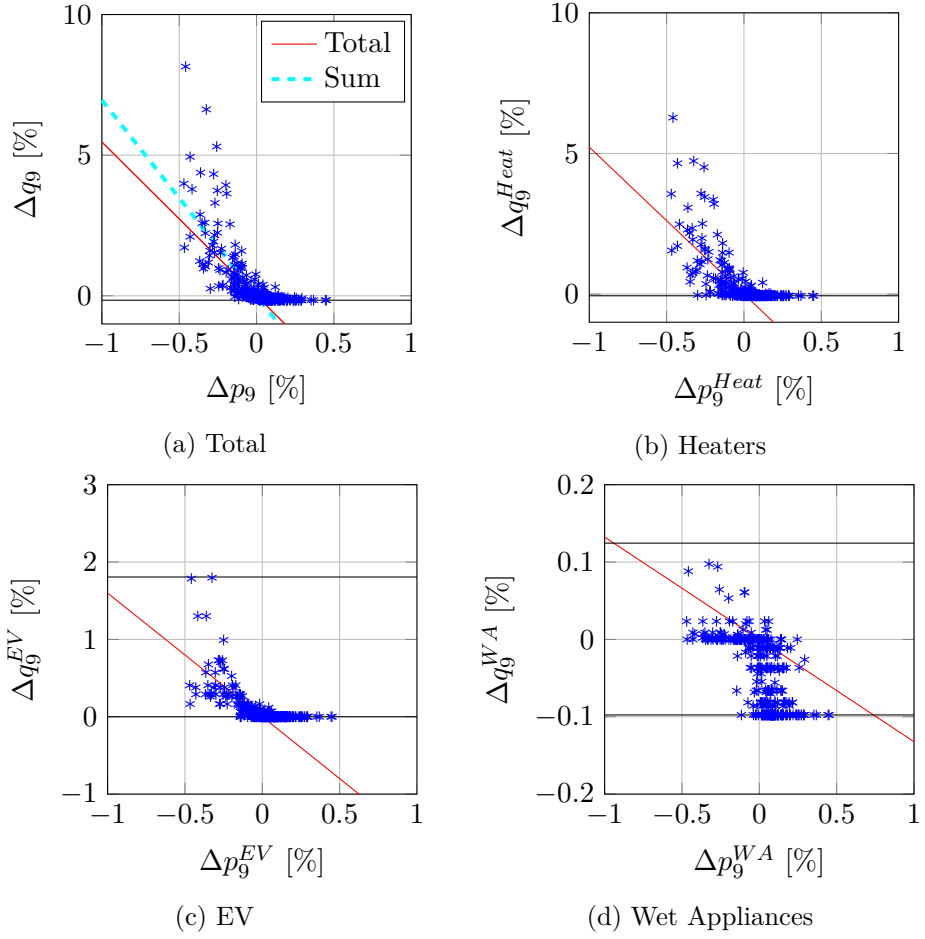 10
5
0
Δq₉ [%]
Total
Sum
−1
−0.5
0
0.5
1
Δp₉ [%]
(a) Total
10
5
0
Δq₉^{Heat} [%]
−1
−0.5
0
0.5
1
Δp₉^{Heat} [%]
(b) Heaters
3
2
1
0
−1
Δq₉^{EV} [%]
−1
−0.5
0
0.5
1
Δp₉^{EV} [%]
(c) EV
0.2
0.1
0
−0.1
−0.2
Δq₉^{WA} [%]
−1
−0.5
0
0.5
1
Δp₉^{WA} [%]
(d) Wet Appliances